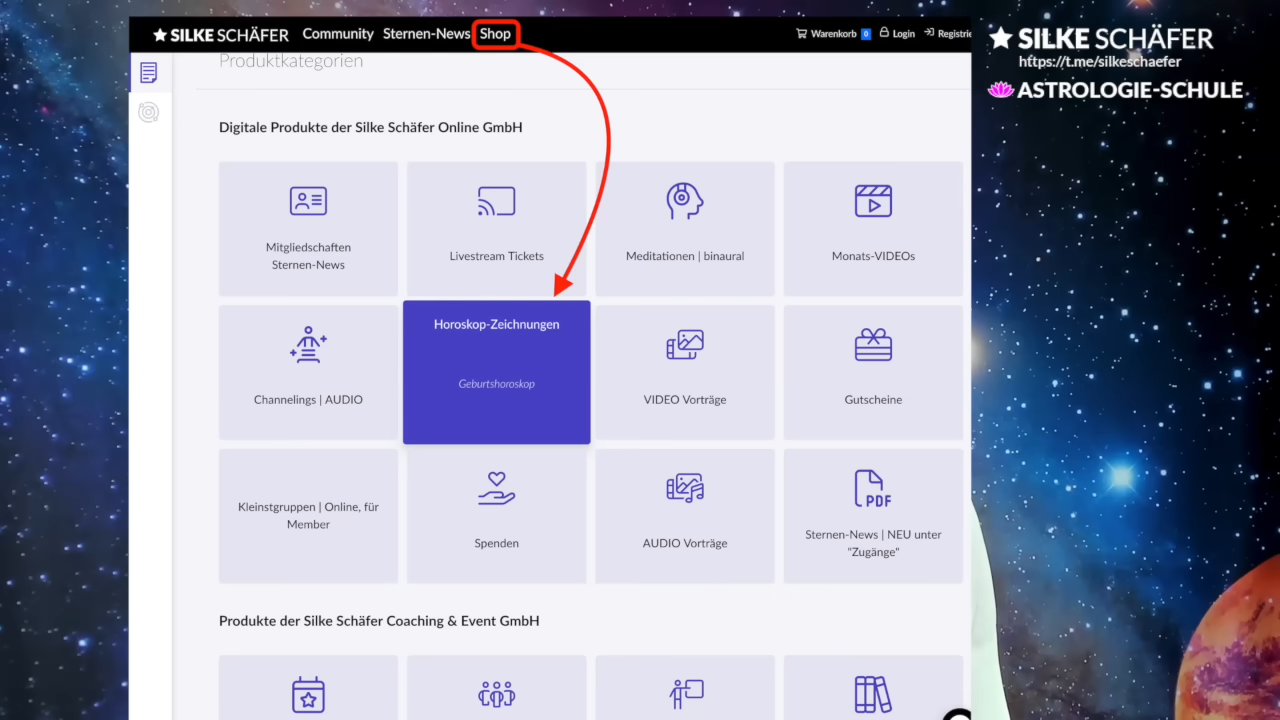 SILKE SCHÄFER Community Sternen-News Shop Warenkorb 0 Login
SILKE SCHÄFER
https://t.me/silkeschaefer
ASTROLOGIE-SCHULE
Produktkategorien
Digitale Produkte der Silke Schäfer Online GmbH
Mitgliedschaften
Sternen-News
Livestream Tickets
Meditationen | binaural
Monats-VIDEOs
Channelings | AUDIO
Horoskop-Zeichnungen
Geburtshoroskop
VIDEO Vorträge
Gutscheine
Kleinstgruppen | Online, für
Member
Spenden
AUDIO Vorträge
PDF
Sternen-News | NEU unter
"Zugänge"
Produkte der Silke Schäfer Coaching & Event GmbH